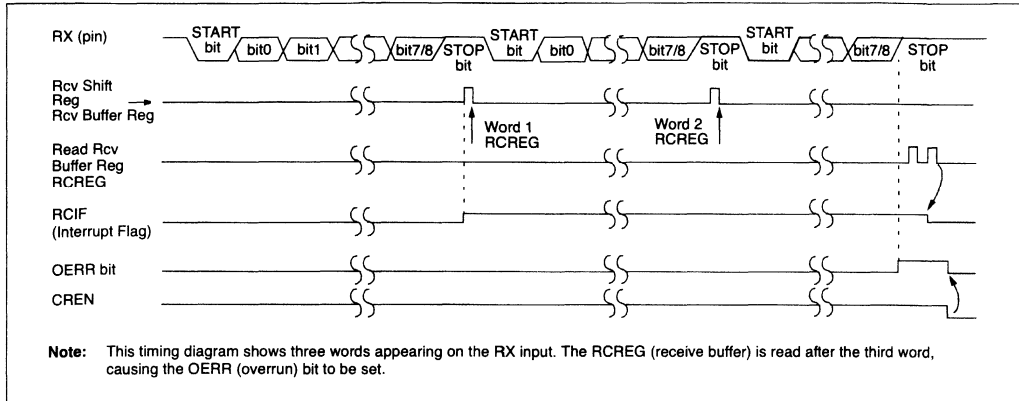 RX (pin)
START bit
bit0
bit1
bit7/8
STOP bit
START bit
bit0
bit7/8
STOP bit
START bit
bit7/8
STOP bit
Rcv Shift
Reg
Rcv Buffer Reg
Word 1
RCREG
Word 2
RCREG
Read Rcv
Buffer Reg
RCREG
RCIF
(Interrupt Flag)
OERR bit
CREN
Note: This timing diagram shows three words appearing on the RX input. The RCREG (receive buffer) is read after the third word,
causing the OERR (overrun) bit to be set.